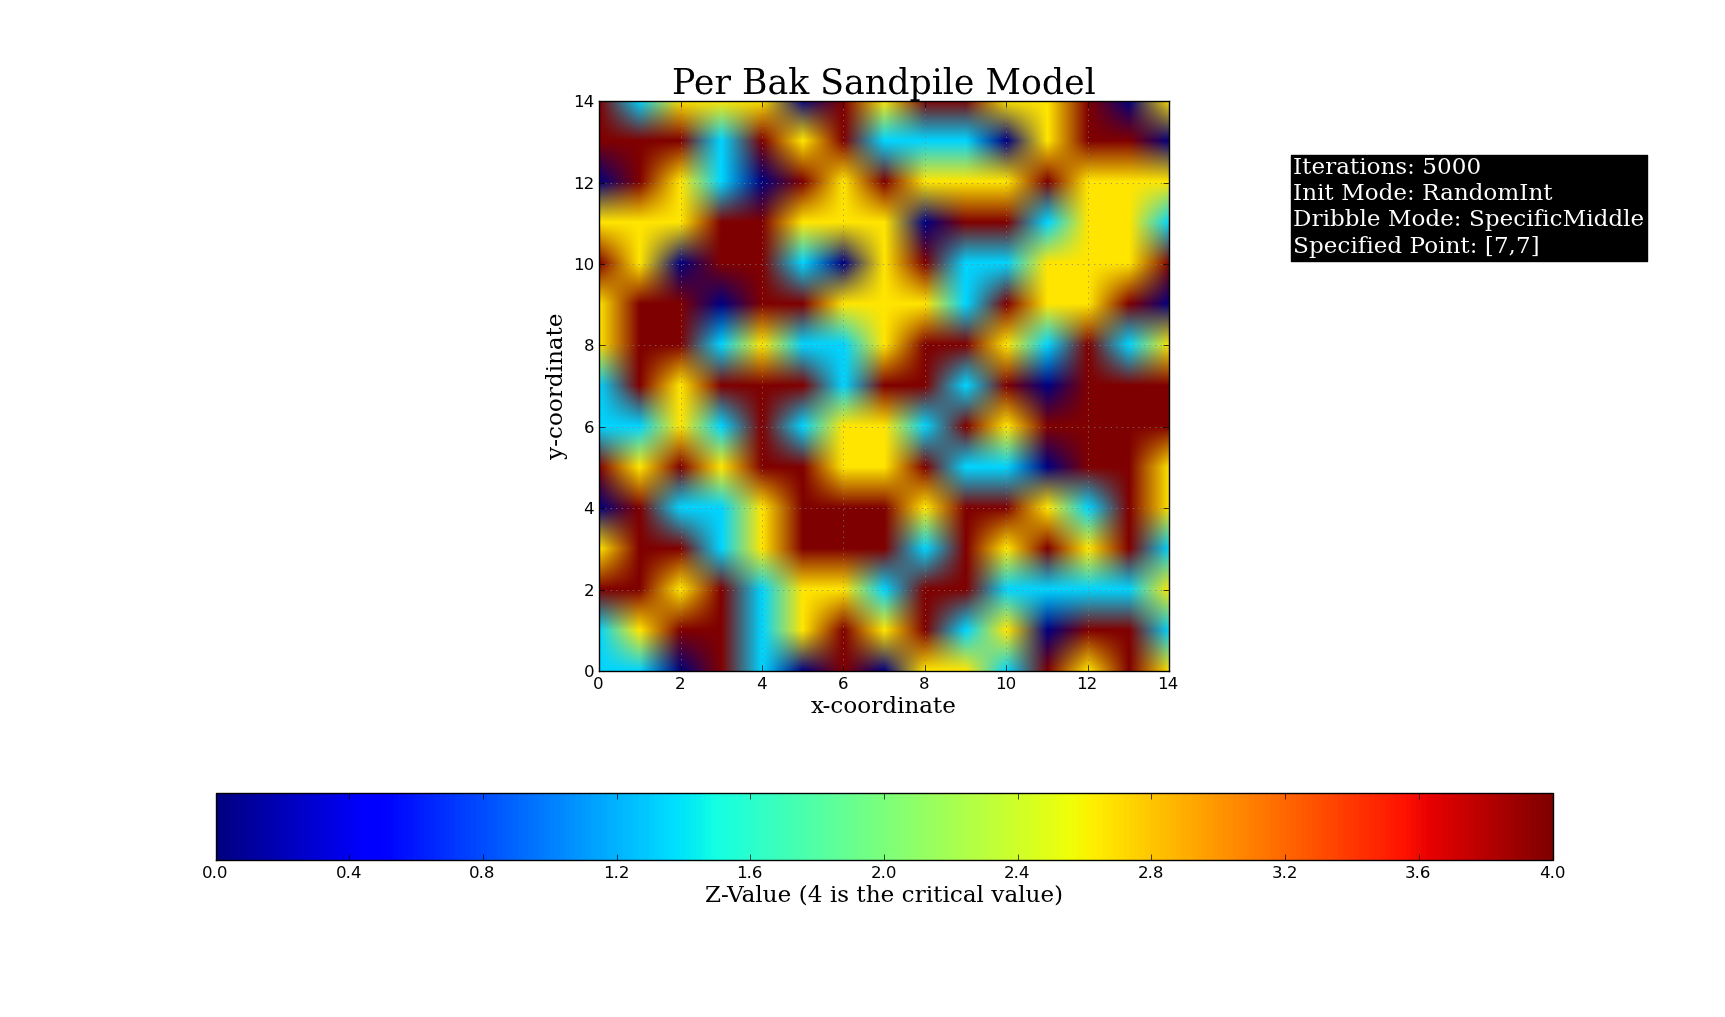 Per Bak Sandpile Model
14
12
10
8
6
4
2
0
y-coordinate
0 2 4 6 8 10 12 14
x-coordinate
Iterations: 5000
Init Mode: RandomInt
Dribble Mode: SpecificMiddle
Specified Point: [7,7]
0.0 0.4 0.8 1.2 1.6 2.0 2.4 2.8 3.2 3.6 4.0
Z-Value (4 is the critical value)